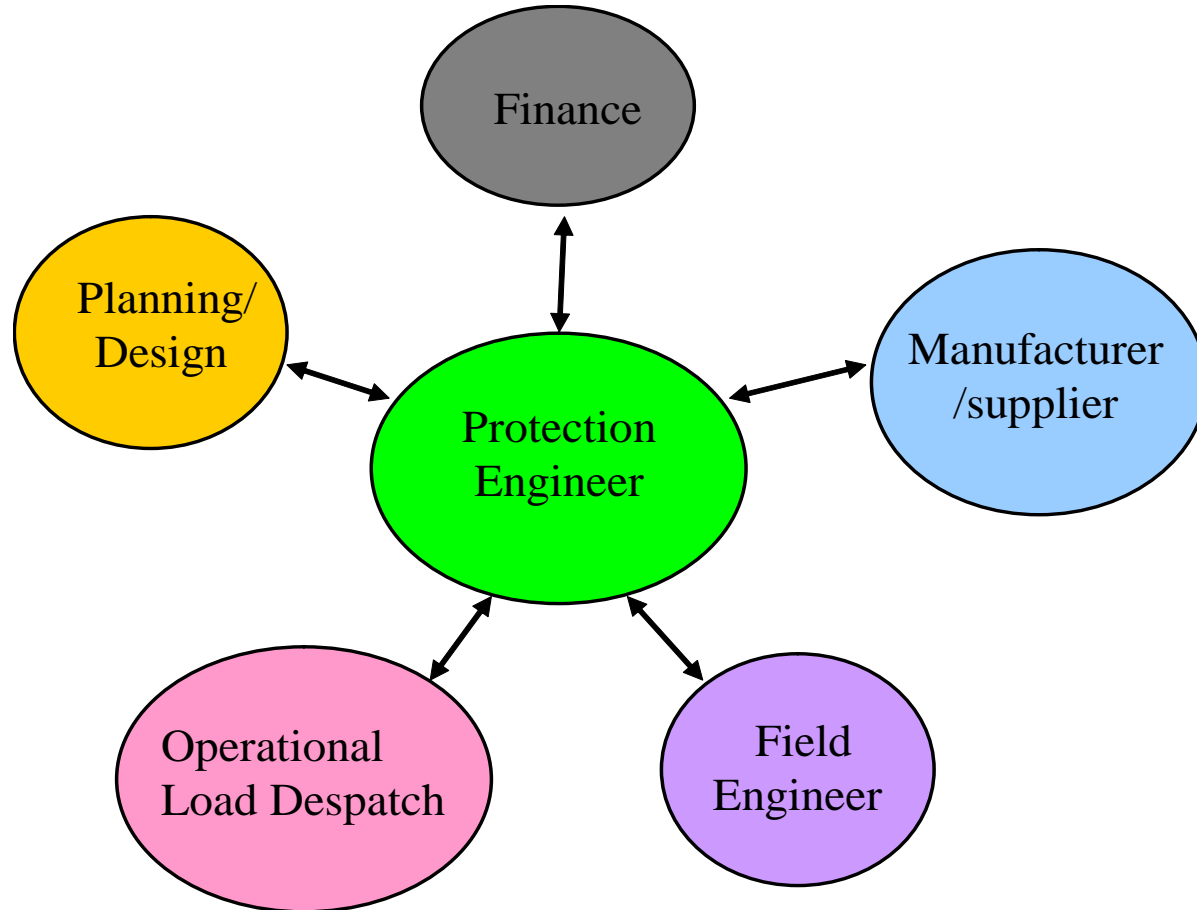 Finance
Planning/
Design
Manufacturer
/supplier
Protection
Engineer
Operational
Load Despatch
Field
Engineer